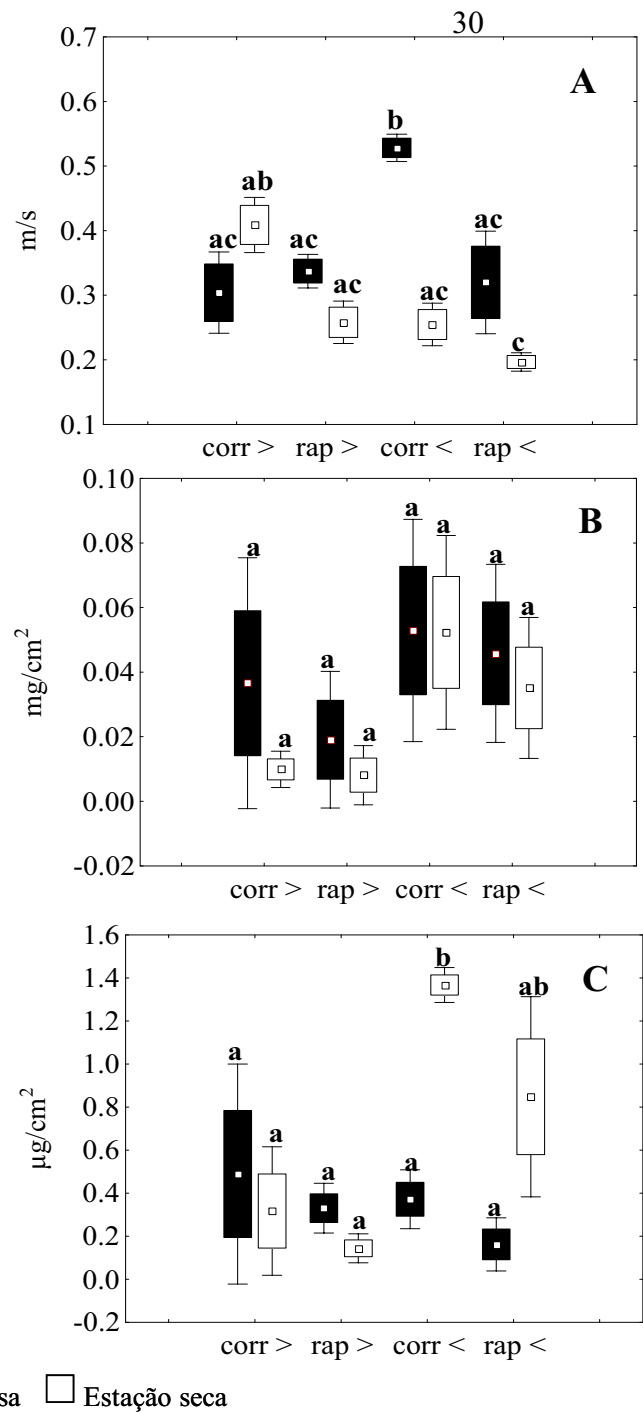 30
0.7
A
0.6
b
0.5
ab
0.4
ac ac ac
ac ac
0.3
c
0.2
0.1
m/s
corr > rap > corr < rap <
0.10
B
a a
0.08
a a
a
0.06
a
0.04
a a
0.02
0.00
-0.02
mg/cm²
corr > rap > corr < rap <
1.6
b
C
1.4
ab
1.2
a
1.0
0.8
a
0.6
a a
0.4
a a
0.2
0.0
-0.2
µg/cm²
corr > rap > corr < rap <
sa Estação seca